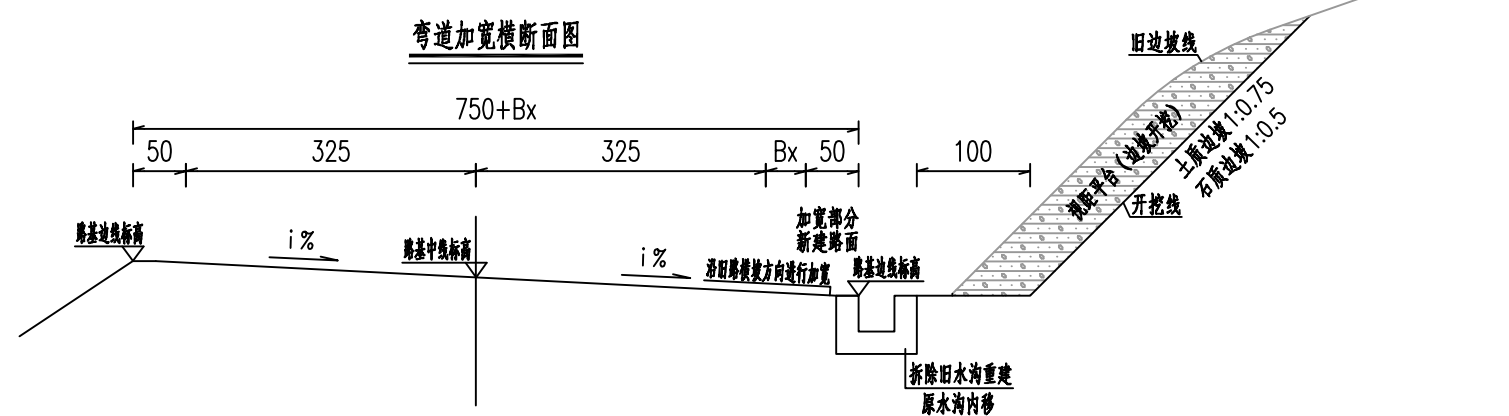 弯道加宽横断面图
旧边坡线
750+Bx
50
325
325
Bx
50
100
视距平台（边坡开挖）
土质边坡1:0.75
石质边坡1:0.5
开挖线
加宽部分
新建路面
路基边线标高
i%
路基中线标高
i%
沿旧路横坡方向进行加宽
路基边线标高
拆除旧水沟重建
原水沟内移